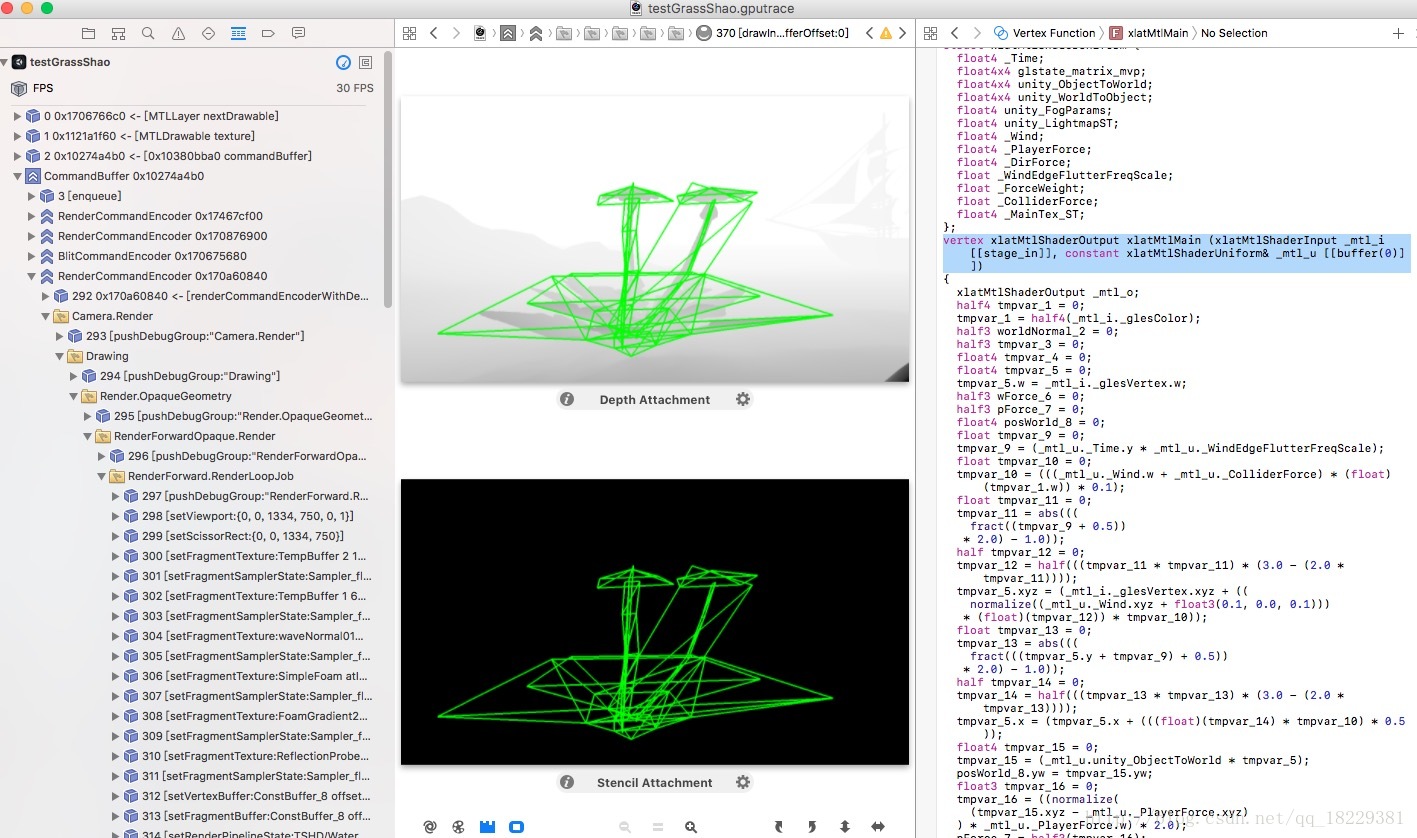 testGrassShao.gputrace
370 [drawIn...fferOffset:0]
Vertex Function
xlatMtlMain
No Selection
testGrassShao
FPS
30 FPS
0 0x1706766c0 <- [MTLLayer nextDrawable]
1 0x1121a1f60 <- [MTLDrawable texture]
2 0x10274a4b0 <- [0x10380bba0 commandBuffer]
CommandBuffer 0x10274a4b0
3 [enqueue]
RenderCommandEncoder 0x17467cf00
RenderCommandEncoder 0x170876900
BlitCommandEncoder 0x170675680
RenderCommandEncoder 0x170a60840
292 0x170a60840 <- [renderCommandEncoderWithDe...
Camera.Render
293 [pushDebugGroup:"Camera.Render"]
Drawing
294 [pushDebugGroup:"Drawing"]
Render.OpaqueGeometry
295 [pushDebugGroup:"Render.OpaqueGeomet...
RenderForwardOpaque.Render
296 [pushDebugGroup:"RenderForwardOpa...
RenderForward.RenderLoopJob
297 [pushDebugGroup:"RenderForward.R...
298 [setViewport:{0, 0, 1334, 750, 0, 1}]
299 [setScissorRect:{0, 0, 1334, 750}]
300 [setFragmentTexture:TempBuffer 2 1...
301 [setFragmentSamplerState:Sampler_fl...
302 [setFragmentTexture:TempBuffer 1 6...
303 [setFragmentSamplerState:Sampler_f...
304 [setFragmentTexture:waveNormal01...
305 [setFragmentSamplerState:Sampler_f...
306 [setFragmentTexture:SimpleFoam atl...
307 [setFragmentSamplerState:Sampler_f...
308 [setFragmentTexture:FoamGradient2...
309 [setFragmentSamplerState:Sampler_f...
310 [setFragmentTexture:ReflectionProbe...
311 [setFragmentSamplerState:Sampler_fl...
312 [setVertexBuffer:ConstBuffer_8 offset...
313 [setFragmentBuffer:ConstBuffer_8 off...
314 [setRenderPipelineState:TSHD/Water
Depth Attachment
Stencil Attachment
float4 _Time;
float4x4 glstate_matrix_mvp;
float4x4 unity_ObjectToWorld;
float4x4 unity_WorldToObject;
float4 unity_FogParams;
float4 unity_LightmapST;
float4 _Wind;
float4 _PlayerForce;
float4 _DirForce;
float _WindEdgeFlutterFreqScale;
float _ForceWeight;
float _ColliderForce;
float4 _MainTex_ST;
};
vertex xlatMtlShaderOutput xlatMtlMain (xlatMtlShaderInput _mtl_i
[[stage_in]], constant xlatMtlShaderUniform& _mtl_u [[buffer(0)]
])
{
xlatMtlShaderOutput _mtl_o;
half4 tmpvar_1 = 0;
tmpvar_1 = half4(_mtl_i._glesColor);
half3 worldNormal_2 = 0;
half3 tmpvar_3 = 0;
float4 tmpvar_4 = 0;
float4 tmpvar_5 = 0;
tmpvar_5.w = _mtl_i._glesVertex.w;
half3 wForce_6 = 0;
half3 pForce_7 = 0;
float4 posWorld_8 = 0;
float tmpvar_9 = 0;
tmpvar_9 = (_mtl_u._Time.y * _mtl_u._WindEdgeFlutterFreqScale);
float tmpvar_10 = 0;
tmpvar_10 = (((_mtl_u._Wind.w + _mtl_u._ColliderForce) * (float)
(tmpvar_1.w)) * 0.1);
float tmpvar_11 = 0;
tmpvar_11 = abs(((
fract((tmpvar_9 + 0.5))
* 2.0) - 1.0));
half tmpvar_12 = 0;
tmpvar_12 = half(((tmpvar_11 * tmpvar_11) * (3.0 - (2.0 *
tmpvar_11))));
tmpvar_5.xyz = (_mtl_i._glesVertex.xyz + ((
normalize((_mtl_u._Wind.xyz + float3(0.1, 0.0, 0.1)))
* (float)(tmpvar_12)) * tmpvar_10));
float tmpvar_13 = 0;
tmpvar_13 = abs(((
fract(((tmpvar_5.y + tmpvar_9) + 0.5))
* 2.0) - 1.0));
half tmpvar_14 = 0;
tmpvar_14 = half(((tmpvar_13 * tmpvar_13) * (3.0 - (2.0 *
tmpvar_13))));
tmpvar_5.x = (tmpvar_5.x + (((float)(tmpvar_14) * tmpvar_10) * 0.5
));
float4 tmpvar_15 = 0;
tmpvar_15 = (_mtl_u.unity_ObjectToWorld * tmpvar_5);
posWorld_8.yw = tmpvar_15.yw;
float3 tmpvar_16 = 0;
tmpvar_16 = ((normalize(
(tmpvar_15.xyz - _mtl_u._PlayerForce.xyz)
) * _mtl_u._PlayerForce.w) * 2.0);